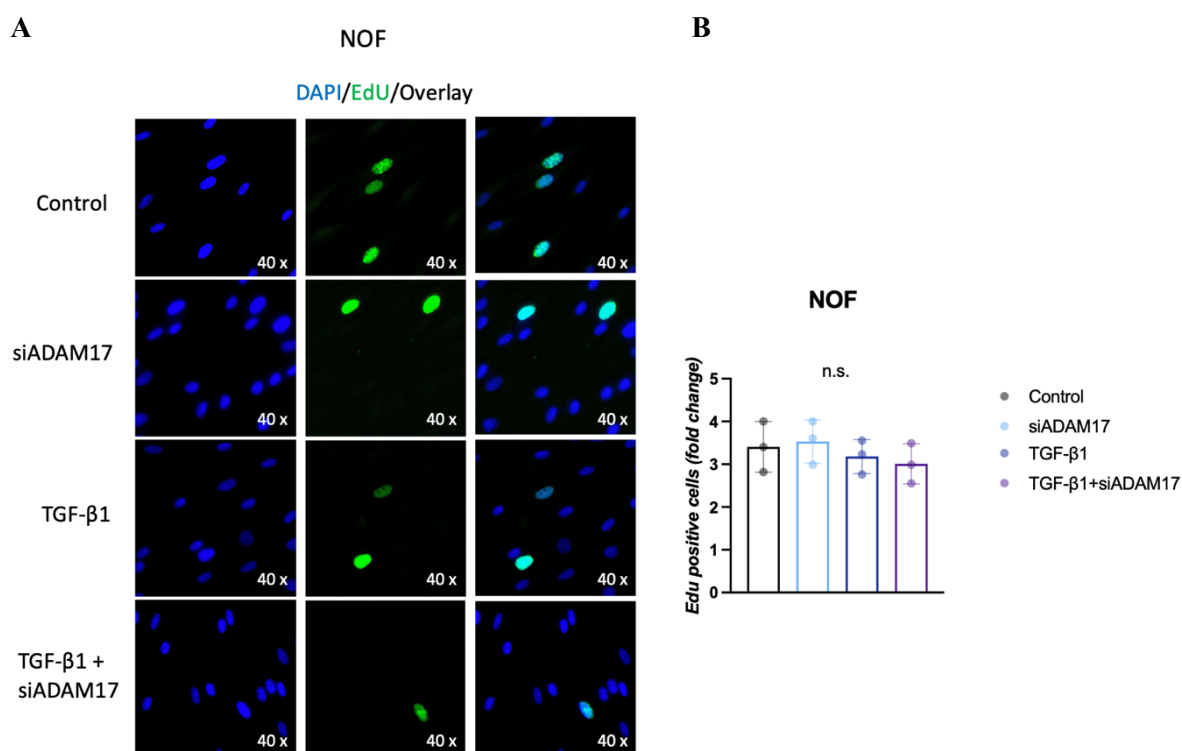 A
NOF
DAPI/EdU/Overlay
Control
40 x
40 x
40 x
siADAM17
40 x
40 x
40 x
TGF-β1
40 x
40 x
40 x
TGF-β1 +
siADAM17
40 x
40 x
40 x
B
NOF
n.s.
Edu positive cells (fold change)
5
4
3
2
1
0
Control
siADAM17
TGF-β1
TGF-β1+siADAM17